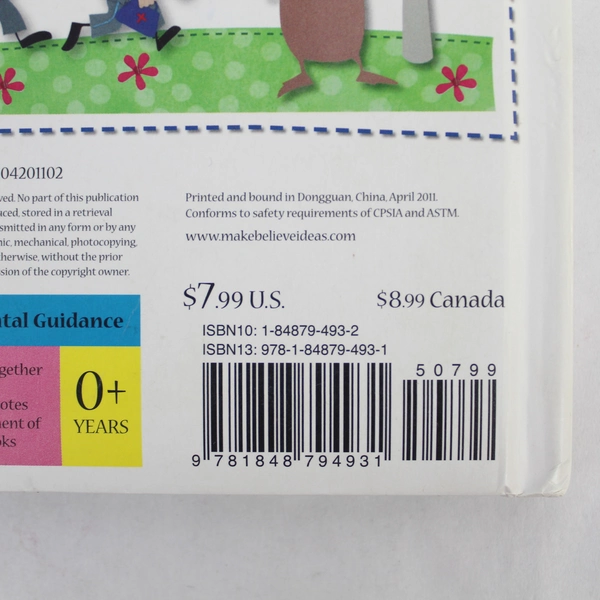 04201102
ved. No part of this publication
aced, stored in a retrieval
smitted in any form or by any
nic, mechanical, photocopying,
therwise, without the prior
ssion of the copyright owner.
Printed and bound in Dongguan, China, April 2011.
Conforms to safety requirements of CPSIA and ASTM.
www.makebelieveideas.com
$7.99 U.S. $8.99 Canada
ISBN10: 1-84879-493-2
ISBN13: 978-1-84879-493-1
50799
9 781848 794931
ntal Guidance
gether
otes
ment of
oks
0+
YEARS